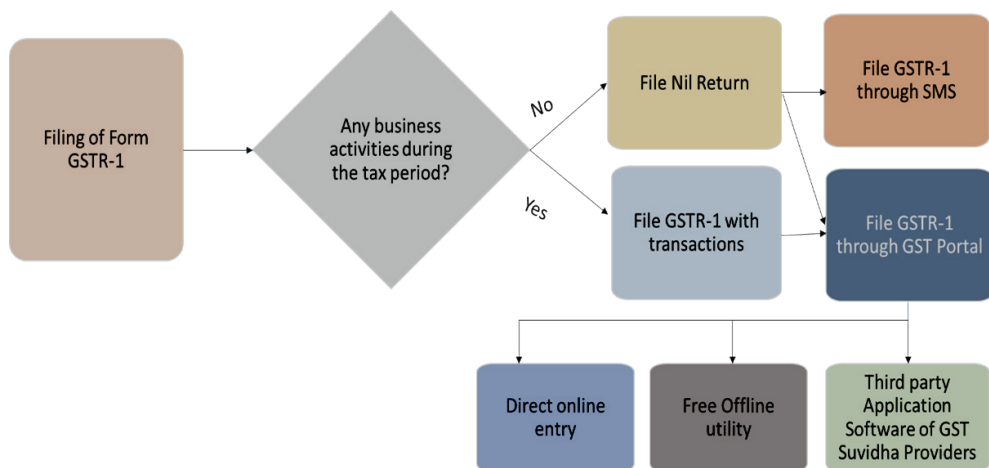 Filing of Form
GSTR-1
Any business
activities during
the tax period?
No
Yes
File Nil Return
File GSTR-1
through SMS
File GSTR-1 with
transactions
File GSTR-1
through GST Portal
Direct online
entry
Free Offline
utility
Third party
Application
Software of GST
Suvidha Providers